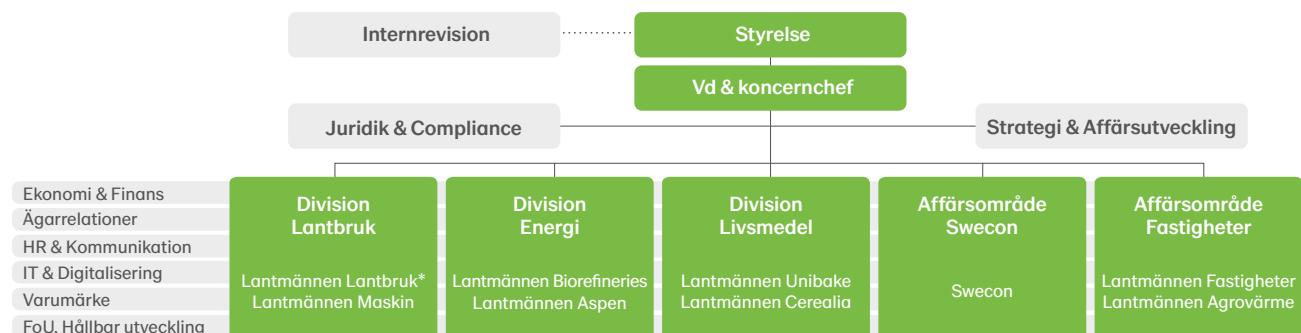 Internrevision
Styrelse
Vd & koncernchef
Juridik & Compliance
Strategi & Affärsutveckling
Ekonomi & Finans
Ägarrelationer
HR & Kommunikation
IT & Digitalisering
Varumärke
FoU, Hållbar utveckling
Division
Lantbruk
Lantmännen Lantbruk*
Lantmännen Maskin
Division
Energi
Lantmännen Biorefineries
Lantmännen Aspen
Division
Livsmedel
Lantmännen Unibake
Lantmännen Cerealia
Affärsområde
Swecon
Swecon
Affärsområde
Fastigheter
Lantmännen Fastigheter
Lantmännen Agrovärme